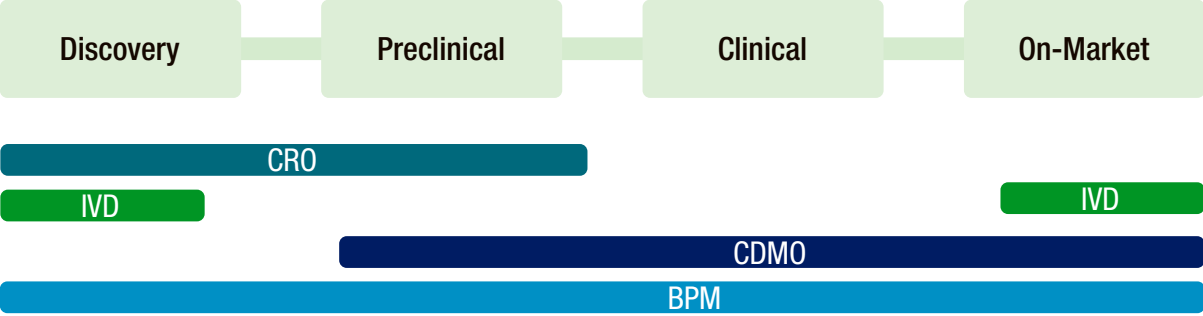 Discovery
Preclinical
Clinical
On-Market
CRO
IVD
IVD
CDMO
BPM